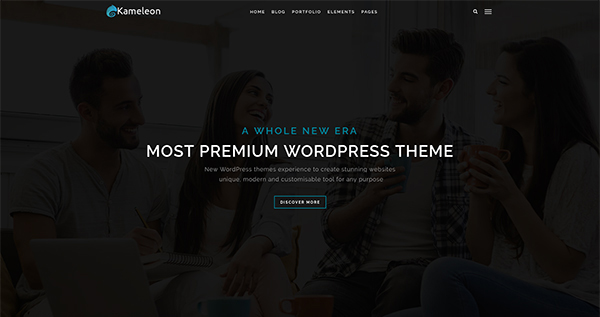 Kameleon
HOME BLOG PORTFOLIO ELEMENTS PAGES
A WHOLE NEW ERA
MOST PREMIUM WORDPRESS THEME
New WordPress themes experience to create stunning websites
unique, modern and customisable tool for any purpose
DISCOVER MORE